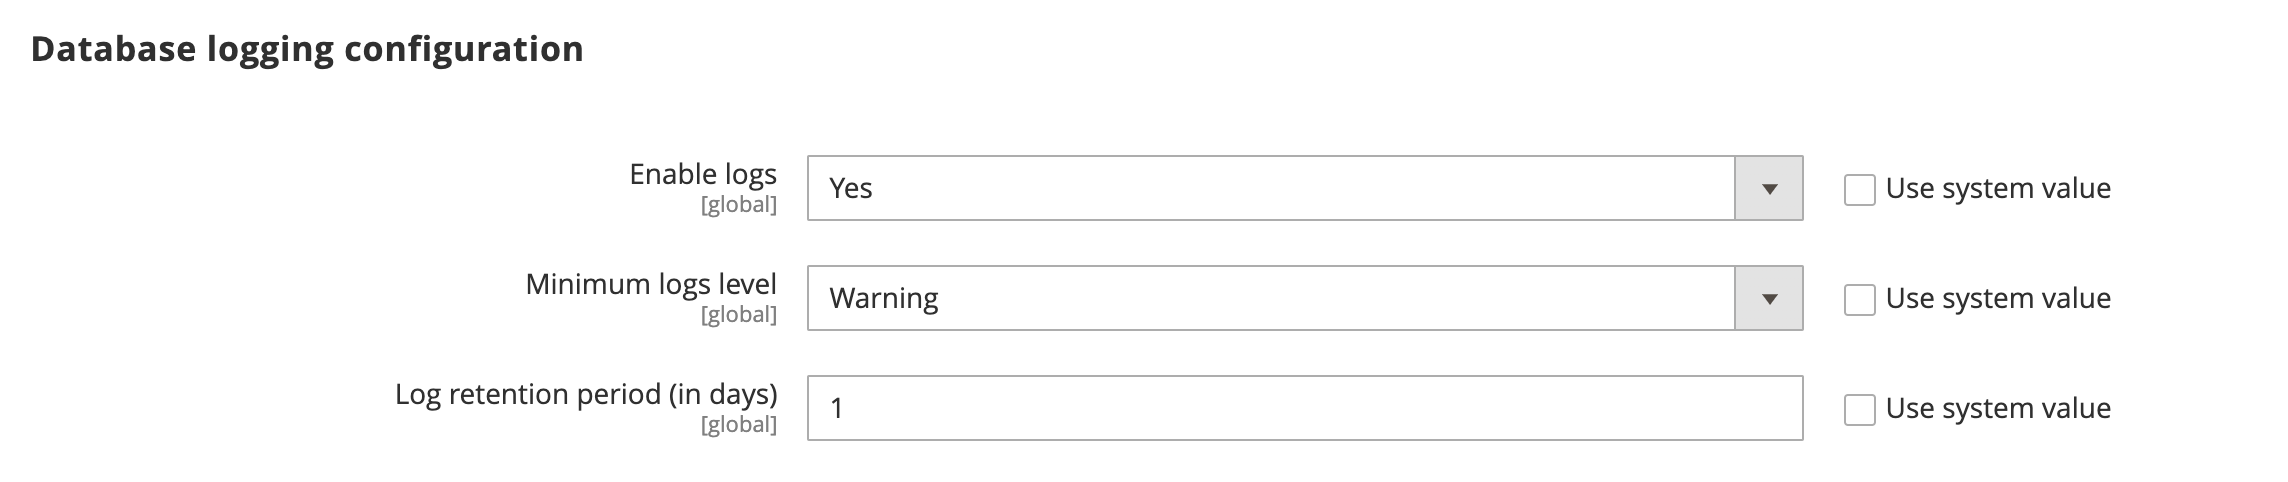 Database logging configuration
Enable logs
[global]
Yes
Use system value
Minimum logs level
[global]
Warning
Use system value
Log retention period (in days)
[global]
1
Use system value